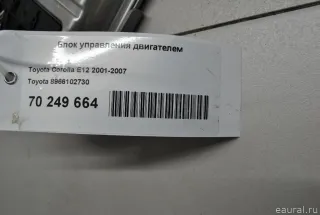 Блок управления двигателем
Toyota Corolla E12 2001-2007
Toyota 8966102730
70 249 664
eaural.ru